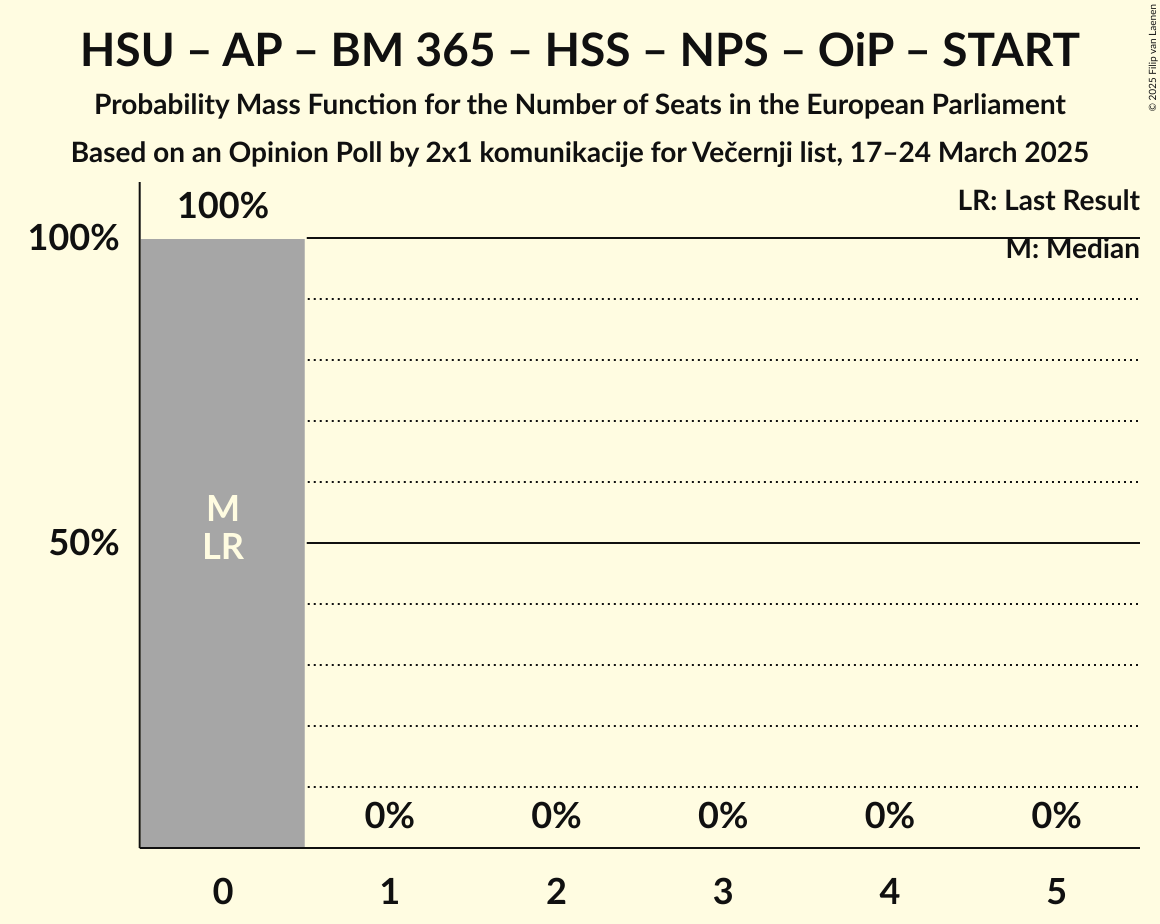 HSU – AP – BM 365 – HSS – NPS – OiP – START
Probability Mass Function for the Number of Seats in the European Parliament
Based on an Opinion Poll by 2x1 komunikacije for Večernji list, 17–24 March 2025
© 2025 Filip van Laenen
LR: Last Result
M: Median
100%
100%
50%
M
LR
0%
0%
0%
0%
0%
0
1
2
3
4
5